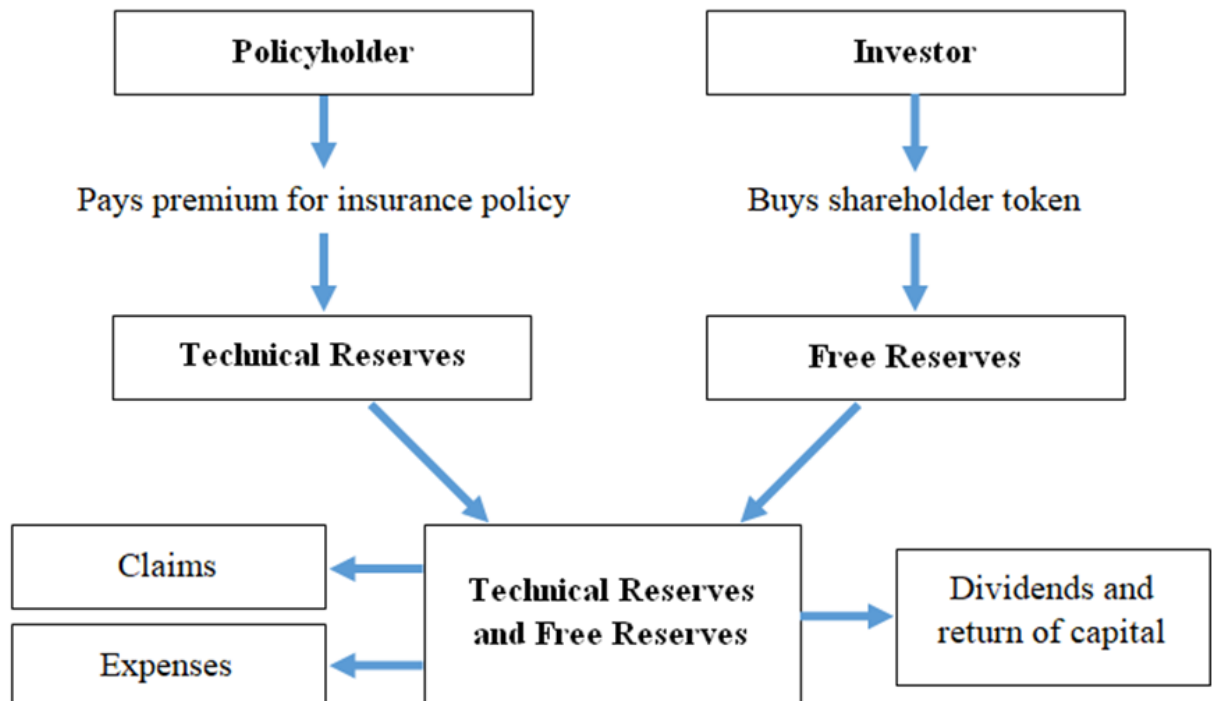 Policyholder
Investor
Pays premium for insurance policy
Buys shareholder token
Technical Reserves
Free Reserves
Claims
Expenses
Technical Reserves
and Free Reserves
Dividends and
return of capital